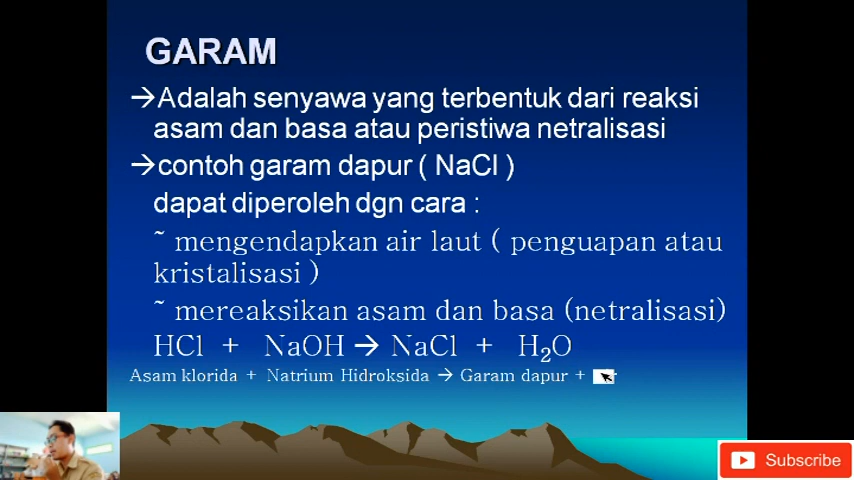 GARAM
→Adalah senyawa yang terbentuk dari reaksi
asam dan basa atau peristiwa netralisasi
→contoh garam dapur ( NaCl )
dapat diperoleh dgn cara :
~ mengendapkan air laut ( penguapan atau
kristalisasi )
~ mereaksikan asam dan basa (netralisasi)
HCl + NaOH → NaCl + H₂O
Asam klorida + Natrium Hidroksida → Garam dapur +
Subscribe